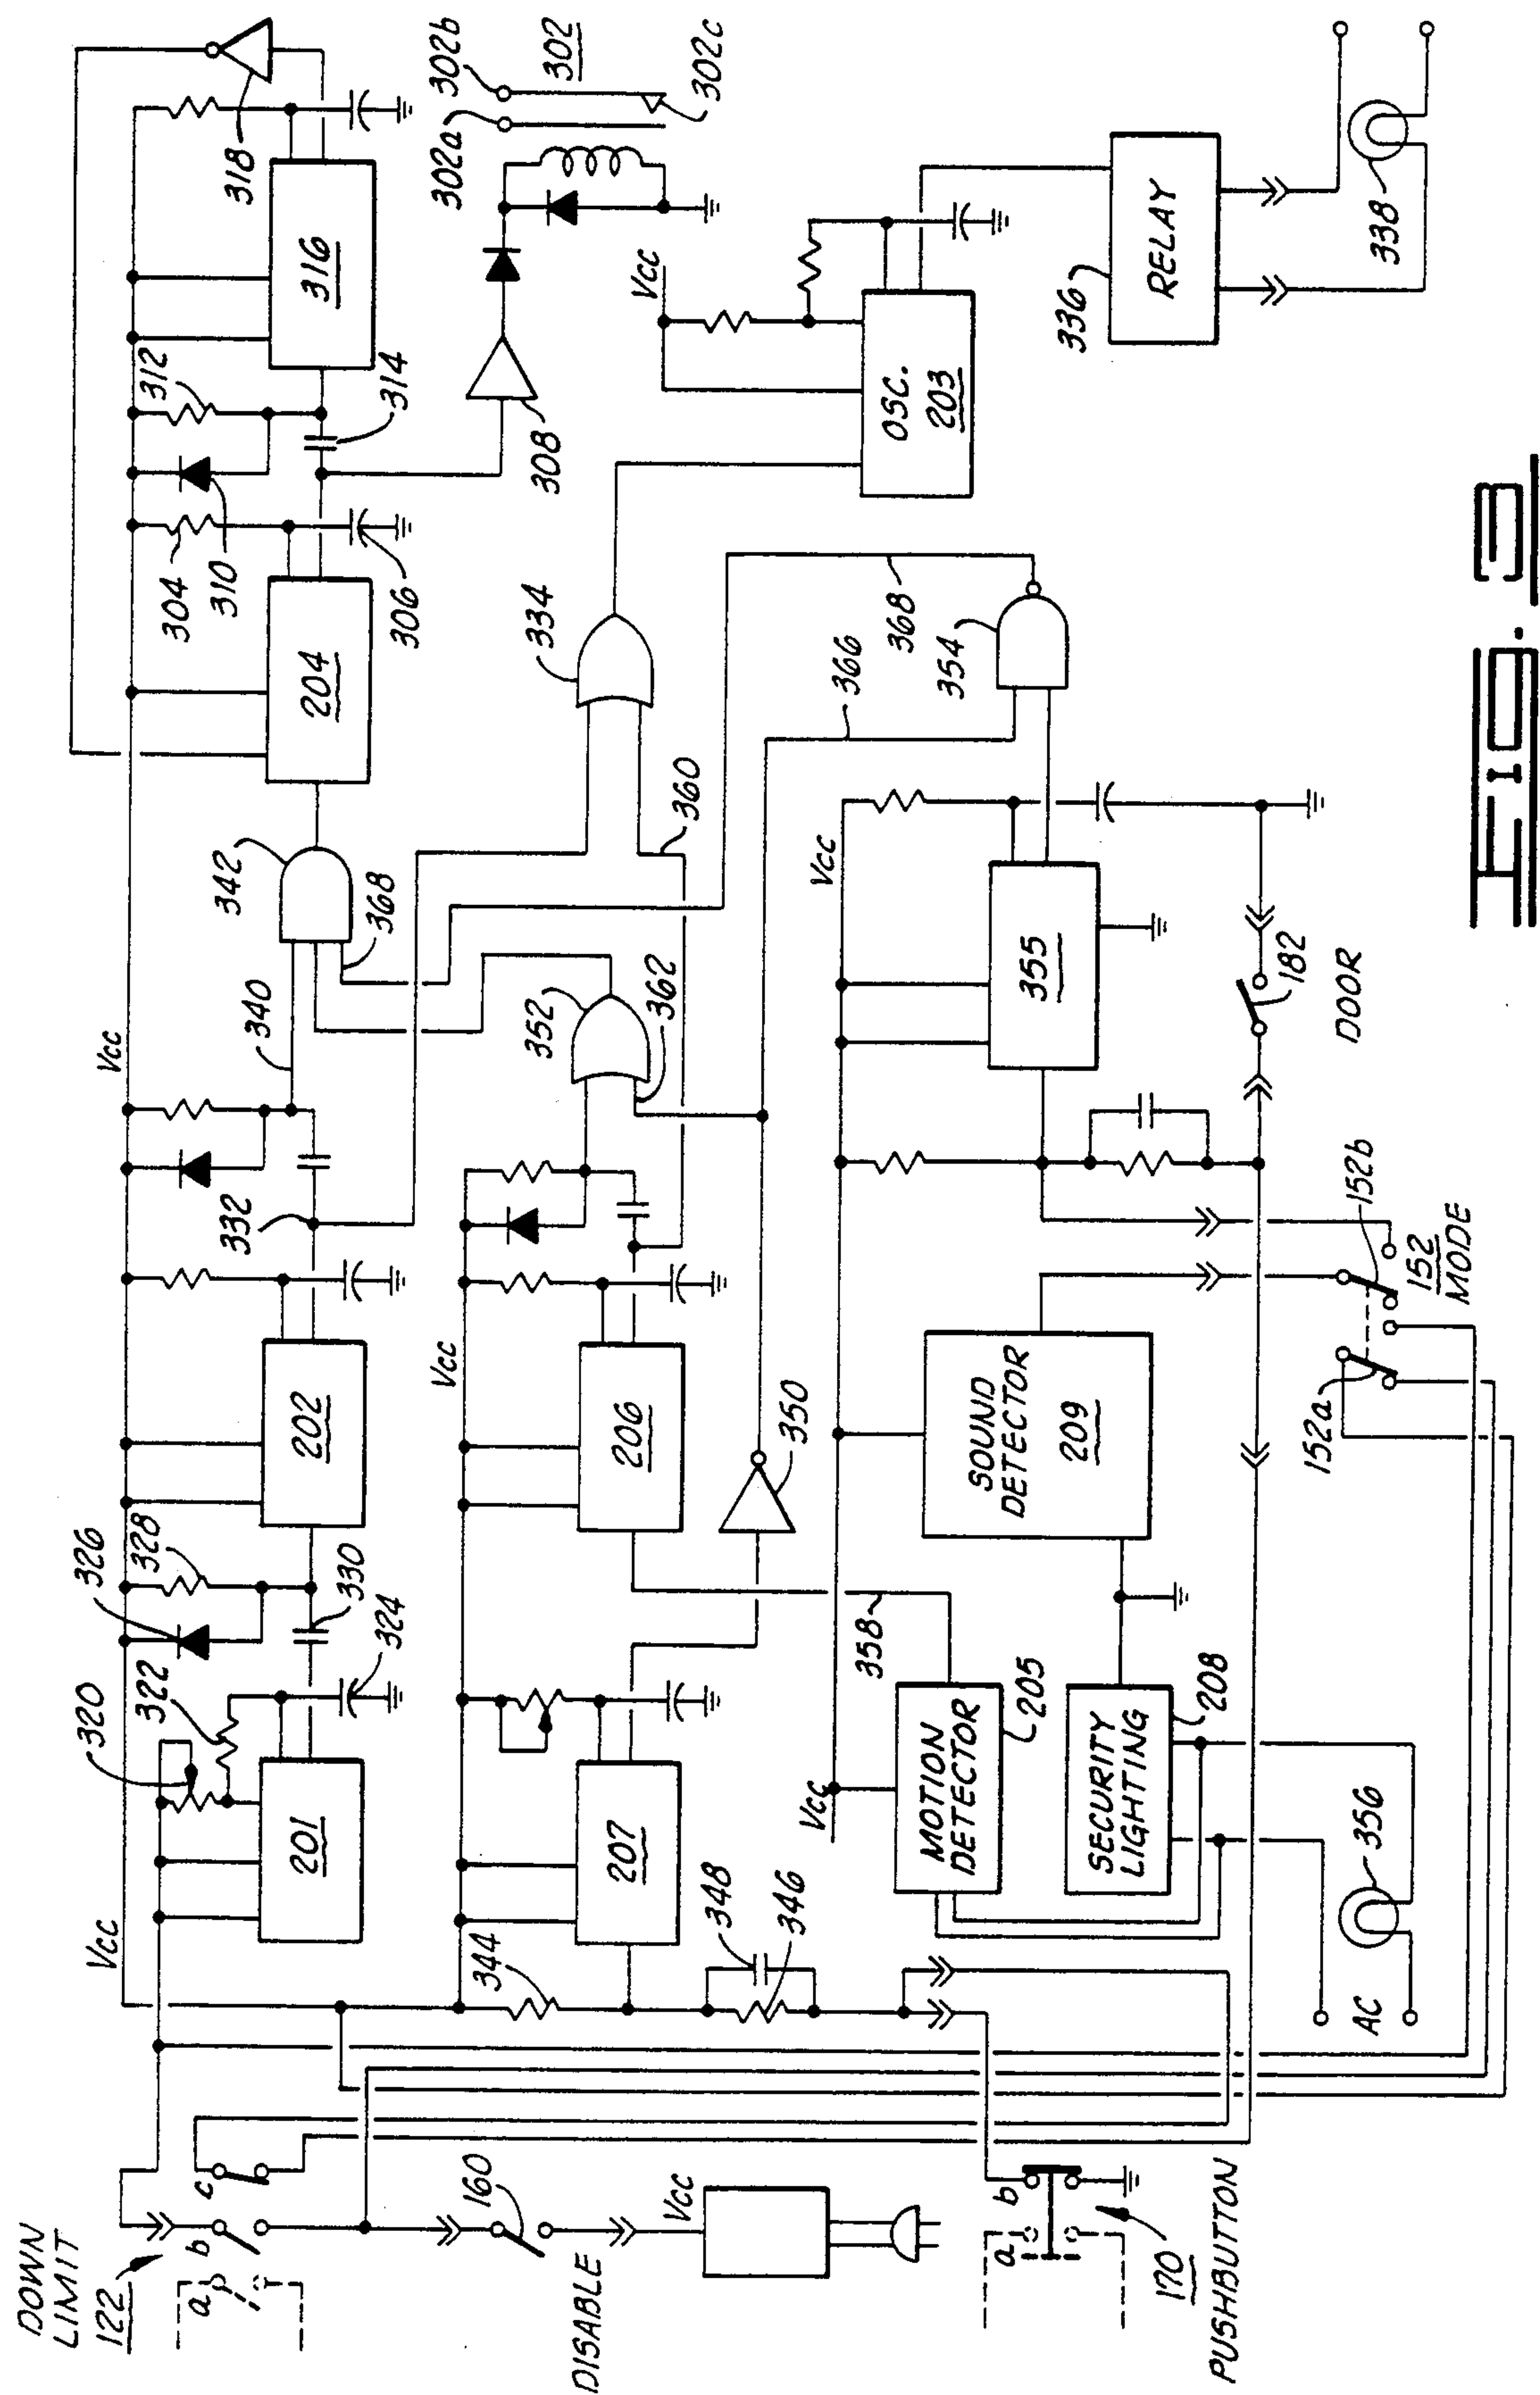 DOWN
LIMIT
122
a
b
c
Vcc
320
322
324
326
328
330
201
202
332
Vcc
340
342
368
204
304
306
310
312
314
316
318
308
302a
302b
302
302c
160
DISABLE
Vcc
344
348
346
207
Vcc
206
350
352
362
360
334
366
368
354
Vcc
OSC.
203
336
RELAY
338
Vcc
MOTION
DETECTOR
205
358
SECURITY
LIGHTING
208
SOUND
DETECTOR
209
Vcc
355
182
DOOR
152a
152b
152
MODE
AC
356
a
b
170
PUSHBUTTON
FIG. 3